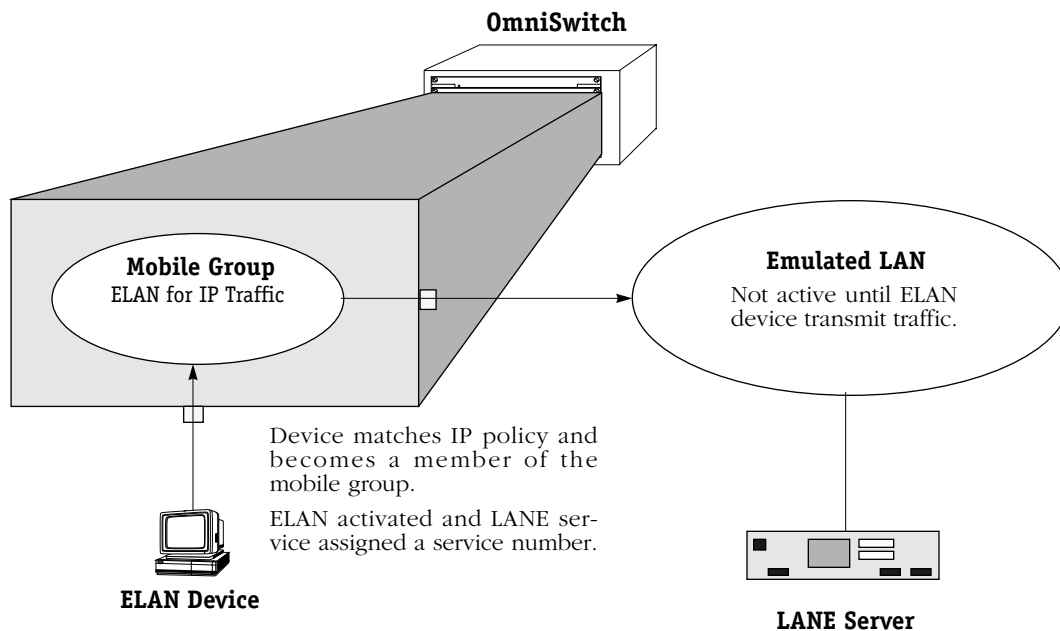 OmniSwitch
Mobile Group
ELAN for IP Traffic
Emulated LAN
Not active until ELAN
device transmit traffic.
Device matches IP policy and
becomes a member of the
mobile group.
ELAN activated and LANE ser-
vice assigned a service number.
ELAN Device
LANE Server